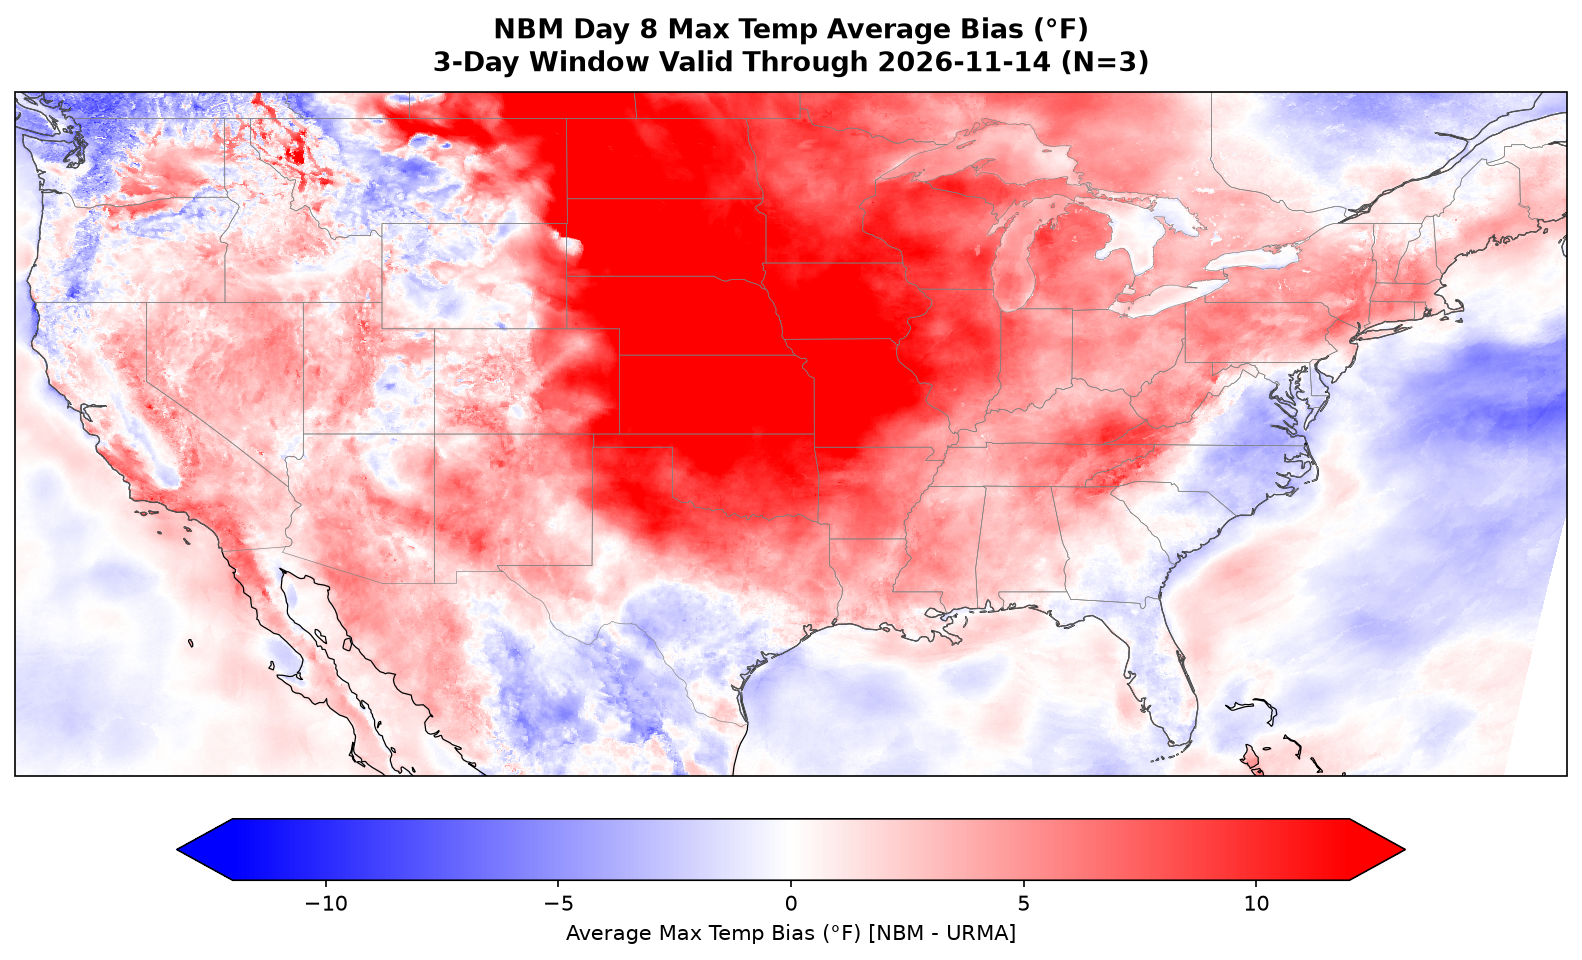 NBM Day 8 Max Temp Average Bias (°F)
3-Day Window Valid Through 2026-11-14 (N=3)
−10 −5 0 5 10
Average Max Temp Bias (°F) [NBM - URMA]